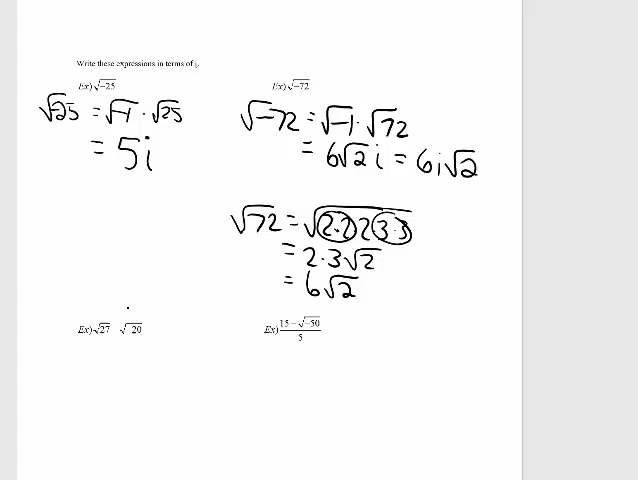 Write these expressions in terms of i.
Ex) √−25
Ex) √−72
√−25 = √−1 · √25
= 5i
√−72 = √−1 · √72
= 6√2 i = 6i√2
√72 = √2·2 2 3·3
= 2·3√2
= 6√2
Ex) √27 √−20
Ex) (15 − √−50)/5